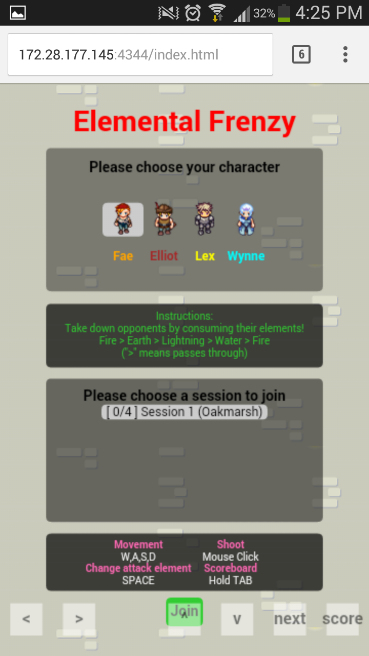 32% 4:25 PM
172.28.177.145:4344/index.html 6
Elemental Frenzy
Please choose your character
Fae Elliot Lex Wynne
Instructions:
Take down opponents by consuming their elements!
Fire > Earth > Lightning > Water > Fire
(">" means passes through)
Please choose a session to join
[ 0/4 ] Session 1 (Oakmarsh)
Movement Shoot
W,A,S,D Mouse Click
Change attack element Scoreboard
SPACE Hold TAB
< > Join ^ v next score